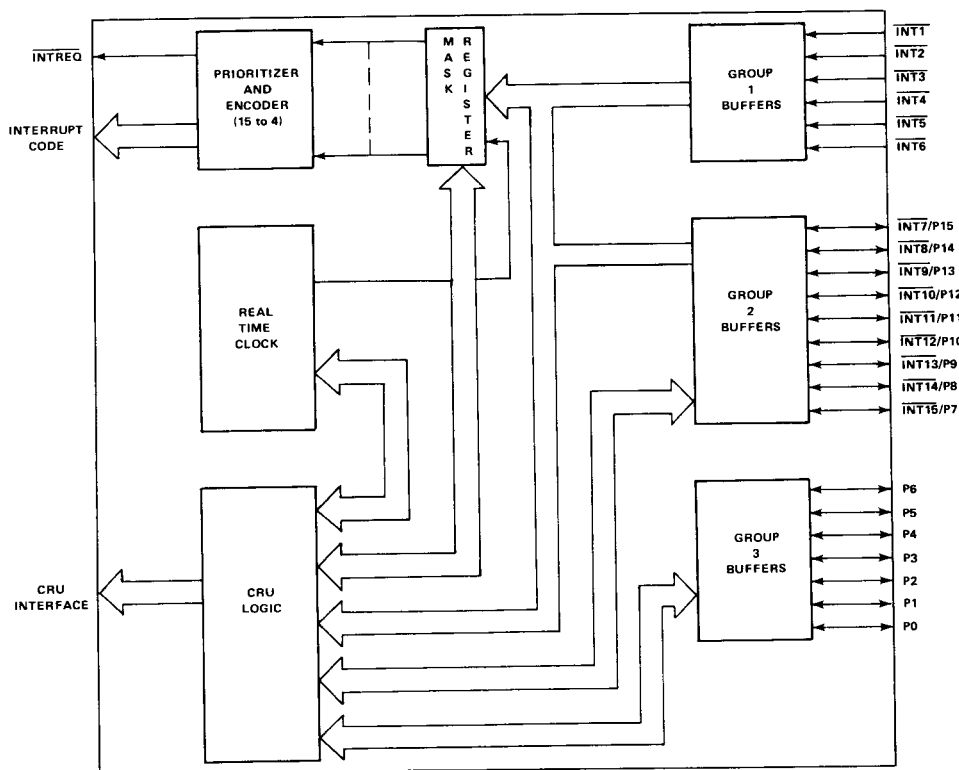 INTREQ
INTERRUPT
CODE
CRU
INTERFACE
PRIORITIZER
AND
ENCODER
(15 to 4)
MASK
REGISTER
REAL
TIME
CLOCK
CRU
LOGIC
GROUP
1
BUFFERS
INT1
INT2
INT3
INT4
INT5
INT6
GROUP
2
BUFFERS
INT7/P15
INT8/P14
INT9/P13
INT10/P12
INT11/P11
INT12/P10
INT13/P9
INT14/P8
INT15/P7
GROUP
3
BUFFERS
P6
P5
P4
P3
P2
P1
P0